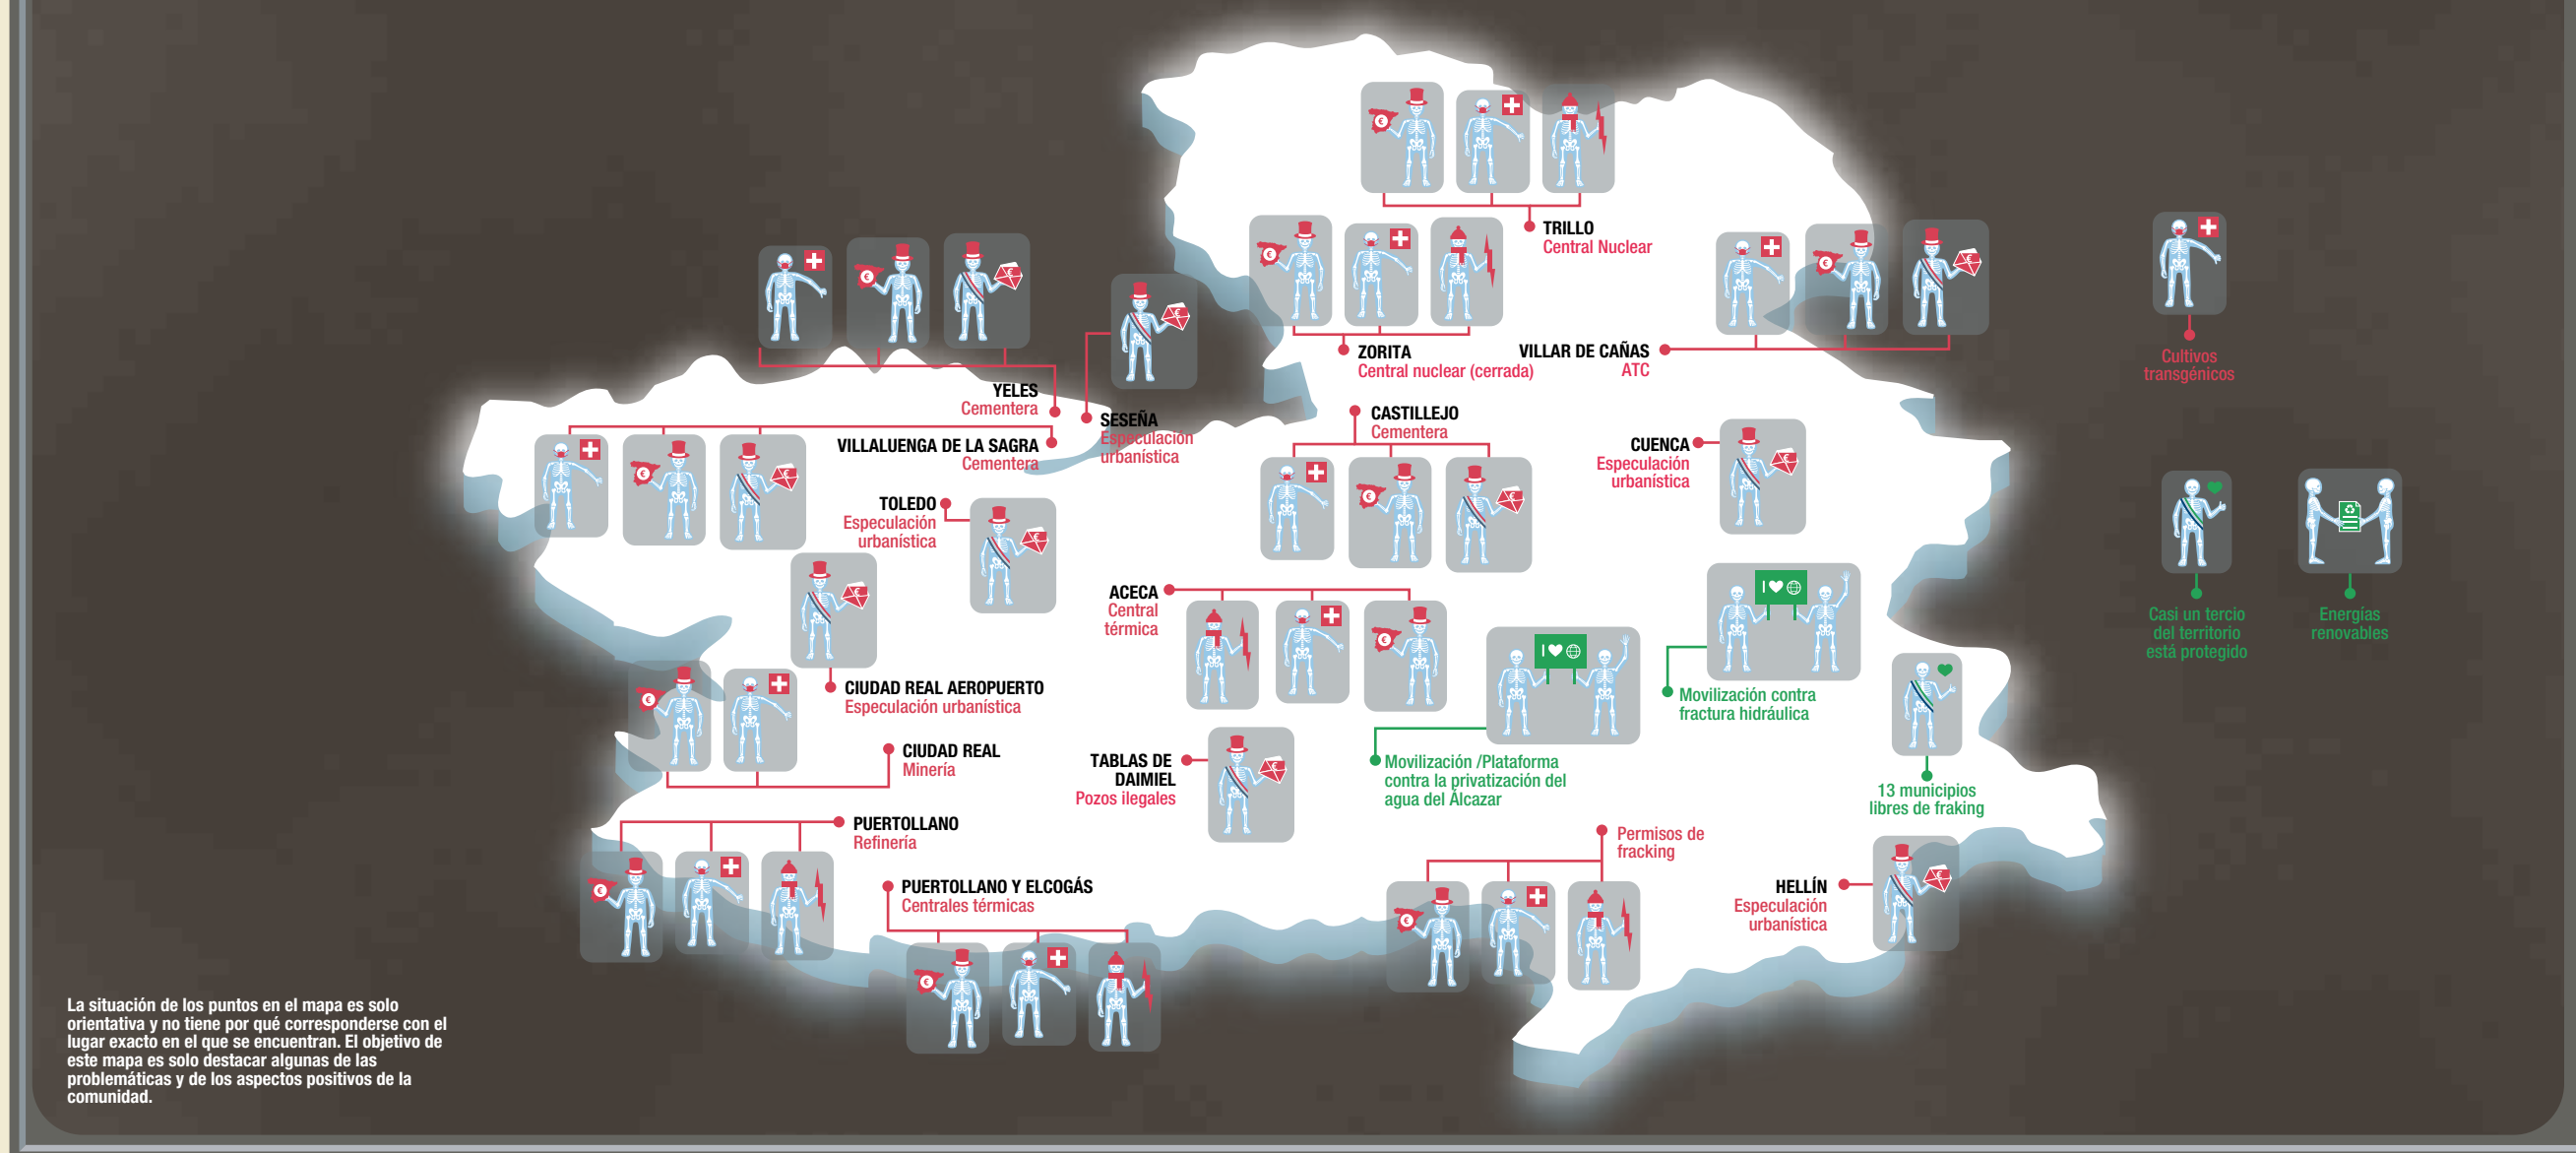 TRILLO
Central Nuclear
ZORITA
Central nuclear (cerrada)
VILLAR DE CAÑAS
ATC
Cultivos
transgénicos
YELES
Cementera
SESEÑA
Especulación
urbanística
VILLALUENGA DE LA SAGRA
Cementera
CASTILLEJO
Cementera
CUENCA
Especulación
urbanística
TOLEDO
Especulación
urbanística
ACECA
Central
térmica
I
I
Casi un tercio
del territorio
está protegido
Energías
renovables
CIUDAD REAL AEROPUERTO
Especulación urbanística
Movilización contra
fractura hidráulica
CIUDAD REAL
Minería
TABLAS DE
DAIMIEL
Pozos ilegales
Movilización /Plataforma
contra la privatización del
agua del Álcazar
13 municipios
libres de fraking
PUERTOLLANO
Refinería
Permisos de
fracking
PUERTOLLANO Y ELCOGÁS
Centrales térmicas
HELLÍN
Especulación
urbanística
La situación de los puntos en el mapa es solo
orientativa y no tiene por qué corresponderse con el
lugar exacto en el que se encuentran. El objetivo de
este mapa es solo destacar algunas de las
problemáticas y de los aspectos positivos de la
comunidad.